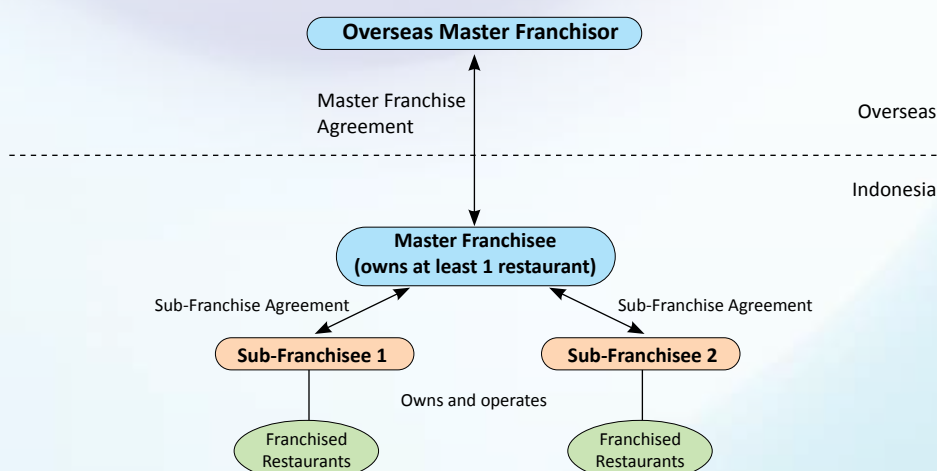 Overseas Master Franchisor
Master Franchise
Agreement
Overseas
Indonesia
Master Franchisee
(owns at least 1 restaurant)
Sub-Franchise Agreement
Sub-Franchise Agreement
Sub-Franchisee 1
Sub-Franchisee 2
Owns and operates
Franchised
Restaurants
Franchised
Restaurants